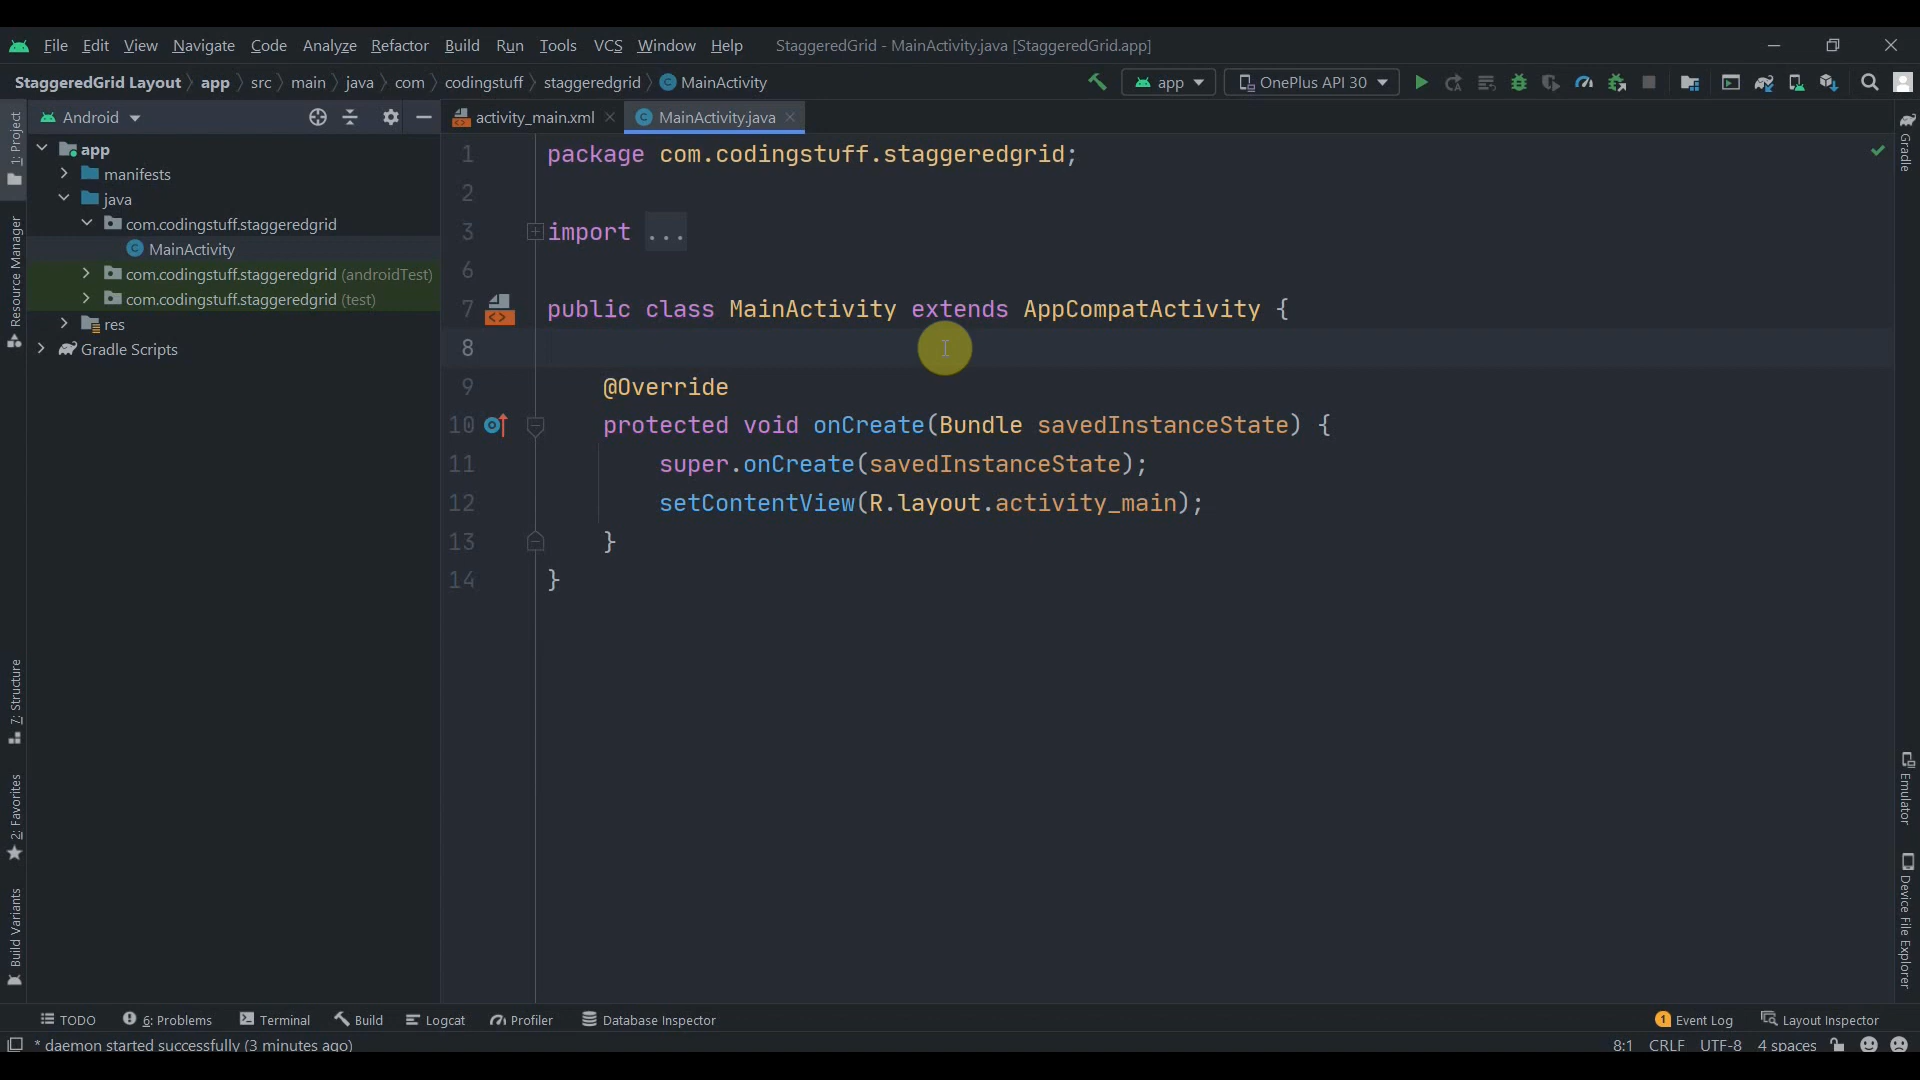 File Edit View Navigate Code Analyze Refactor Build Run Tools VCS Window Help StaggeredGrid - MainActivity.java [StaggeredGrid.app]
StaggeredGrid Layout app src main java com codingstuff staggeredgrid MainActivity app OnePlus API 30
Android activity_main.xml MainActivity.java
app
manifests
java
com.codingstuff.staggeredgrid
MainActivity
com.codingstuff.staggeredgrid (androidTest)
com.codingstuff.staggeredgrid (test)
res
Gradle Scripts
1 package com.codingstuff.staggeredgrid;
2
3 import ...
6
7 public class MainActivity extends AppCompatActivity {
8
9 @Override
10 protected void onCreate(Bundle savedInstanceState) {
11 super.onCreate(savedInstanceState);
12 setContentView(R.layout.activity_main);
13 }
14 }
1: Project
Resource Manager
7: Structure
2: Favorites
Build Variants
Gradle
Emulator
Device File Explorer
TODO 6: Problems Terminal Build Logcat Profiler Database Inspector 1 Event Log Layout Inspector
* daemon started successfully (3 minutes ago) 8:1 CRLF UTF-8 4 spaces